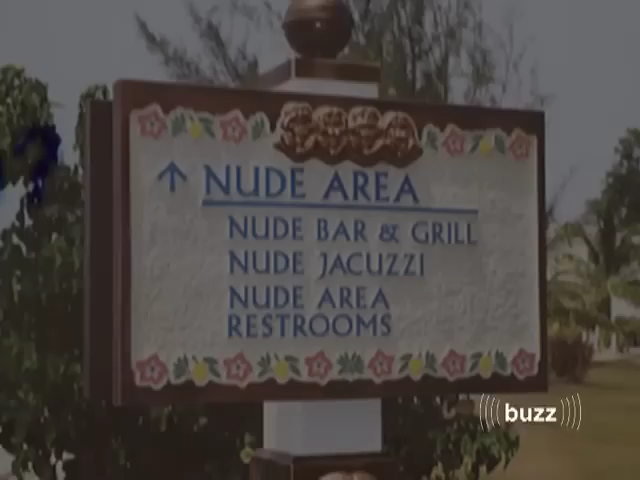 ↑ NUDE AREA
NUDE BAR & GRILL
NUDE JACUZZI
NUDE AREA
RESTROOMS
buzz